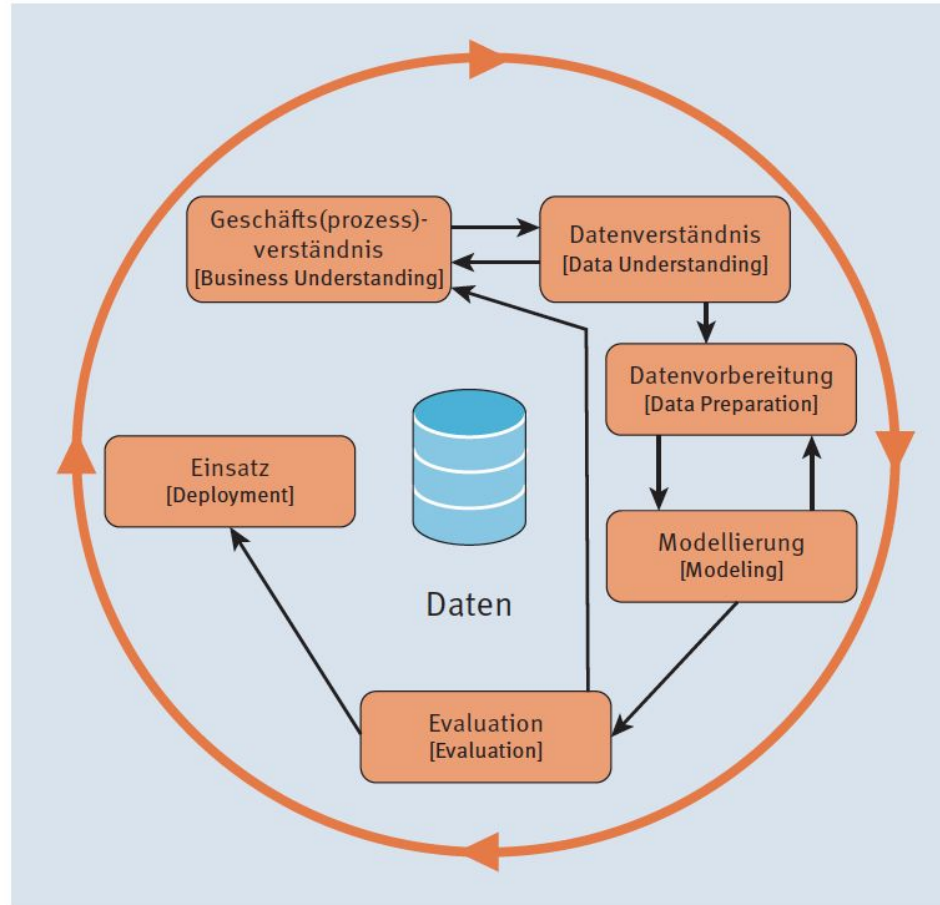 Geschäfts(prozess)-
verständnis
[Business Understanding]
Datenverständnis
[Data Understanding]
Datenvorbereitung
[Data Preparation]
Modellierung
[Modeling]
Evaluation
[Evaluation]
Einsatz
[Deployment]
Daten